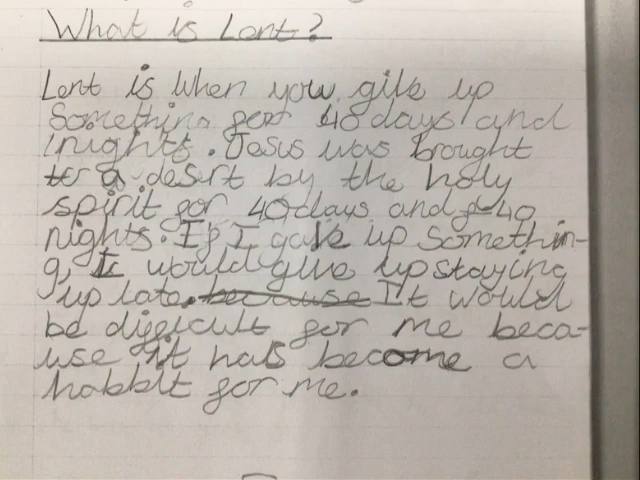 What is Lent?
Lent is when you give up
something for 40 days and
nights. Jesus was brought
to a desirt by the holy
spirit for 40 days and 40
nights. If I gave up somethin-
g, I would give up staying
up late. because It would
be difficult for me beca-
use it has become a
habbit for me.